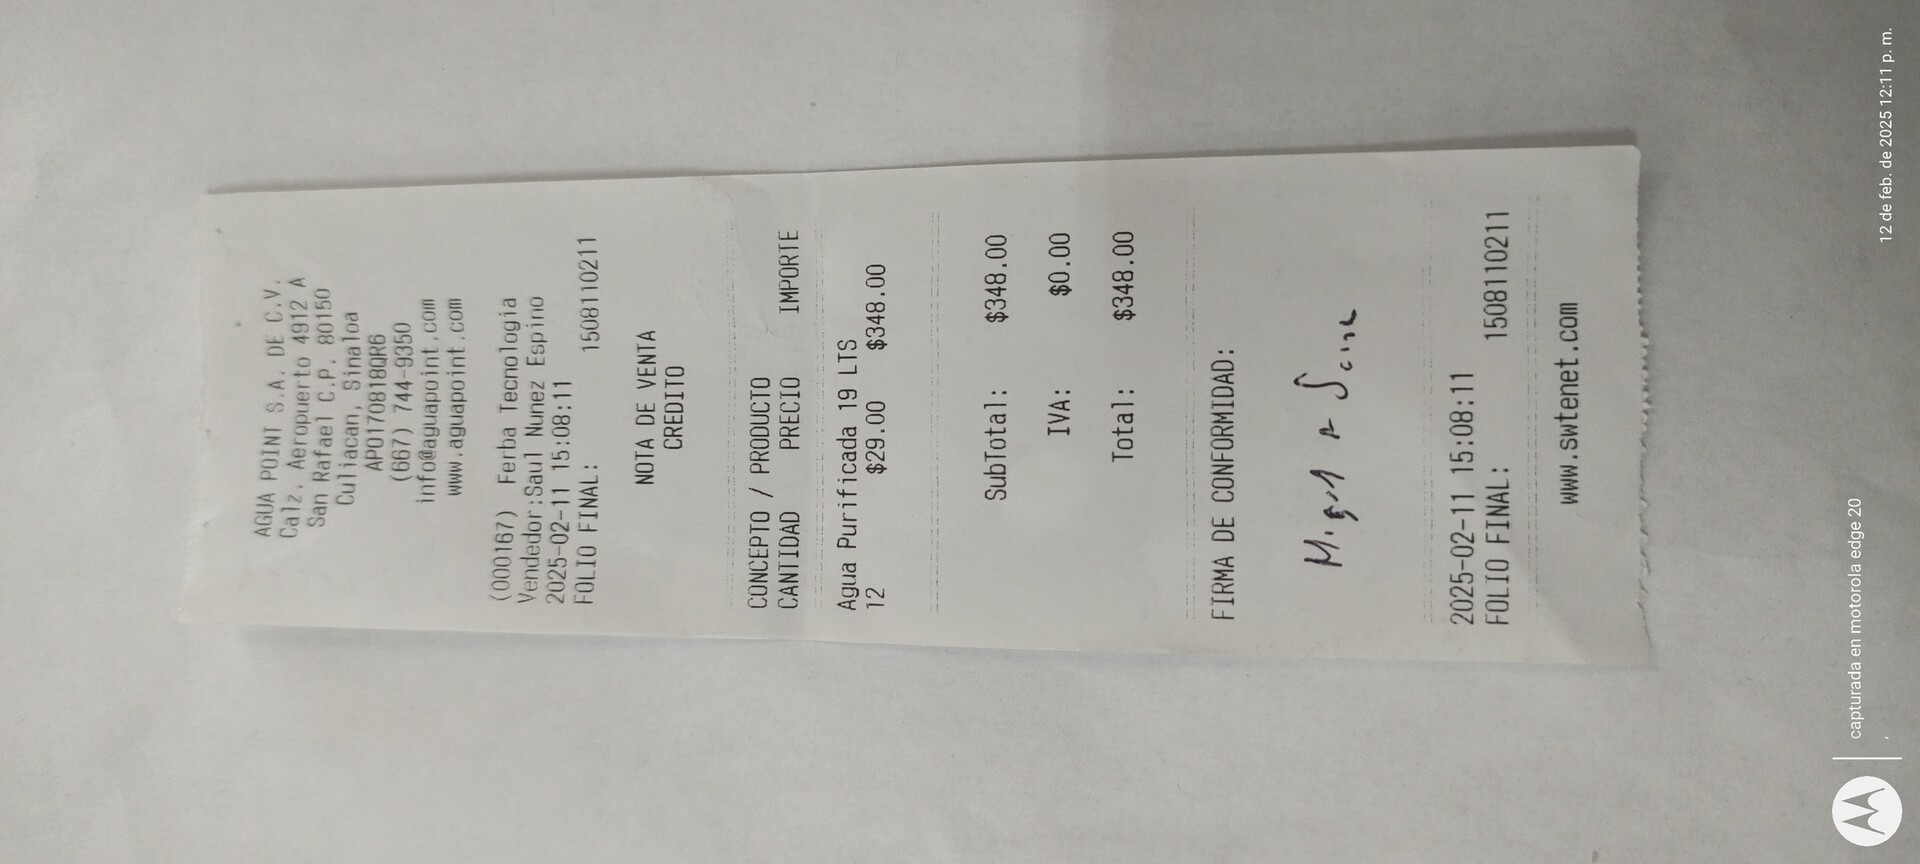 AGUA POINT S.A. DE C.V.
Calz. Aeropuerto 4912 A
San Rafael C.P. 80150
Culiacan, Sinaloa
APO170818QR6
(667) 744-9350
info@aguapoint.com
www.aguapoint.com
(000167) Ferba Tecnologia
Vendedor:Saul Nunez Espino
2025-02-11 15:08:11
FOLIO FINAL: 1508110211
NOTA DE VENTA
CREDITO
CONCEPTO / PRODUCTO
CANTIDAD PRECIO IMPORTE
Agua Purificada 19 LTS
12 $29.00 $348.00
SubTotal: $348.00
IVA: $0.00
Total: $348.00
FIRMA DE CONFORMIDAD:
2025-02-11 15:08:11
FOLIO FINAL: 1508110211
www.swtenet.com
capturada en motorola edge 20
12 de feb. de 2025 12:11 p. m.